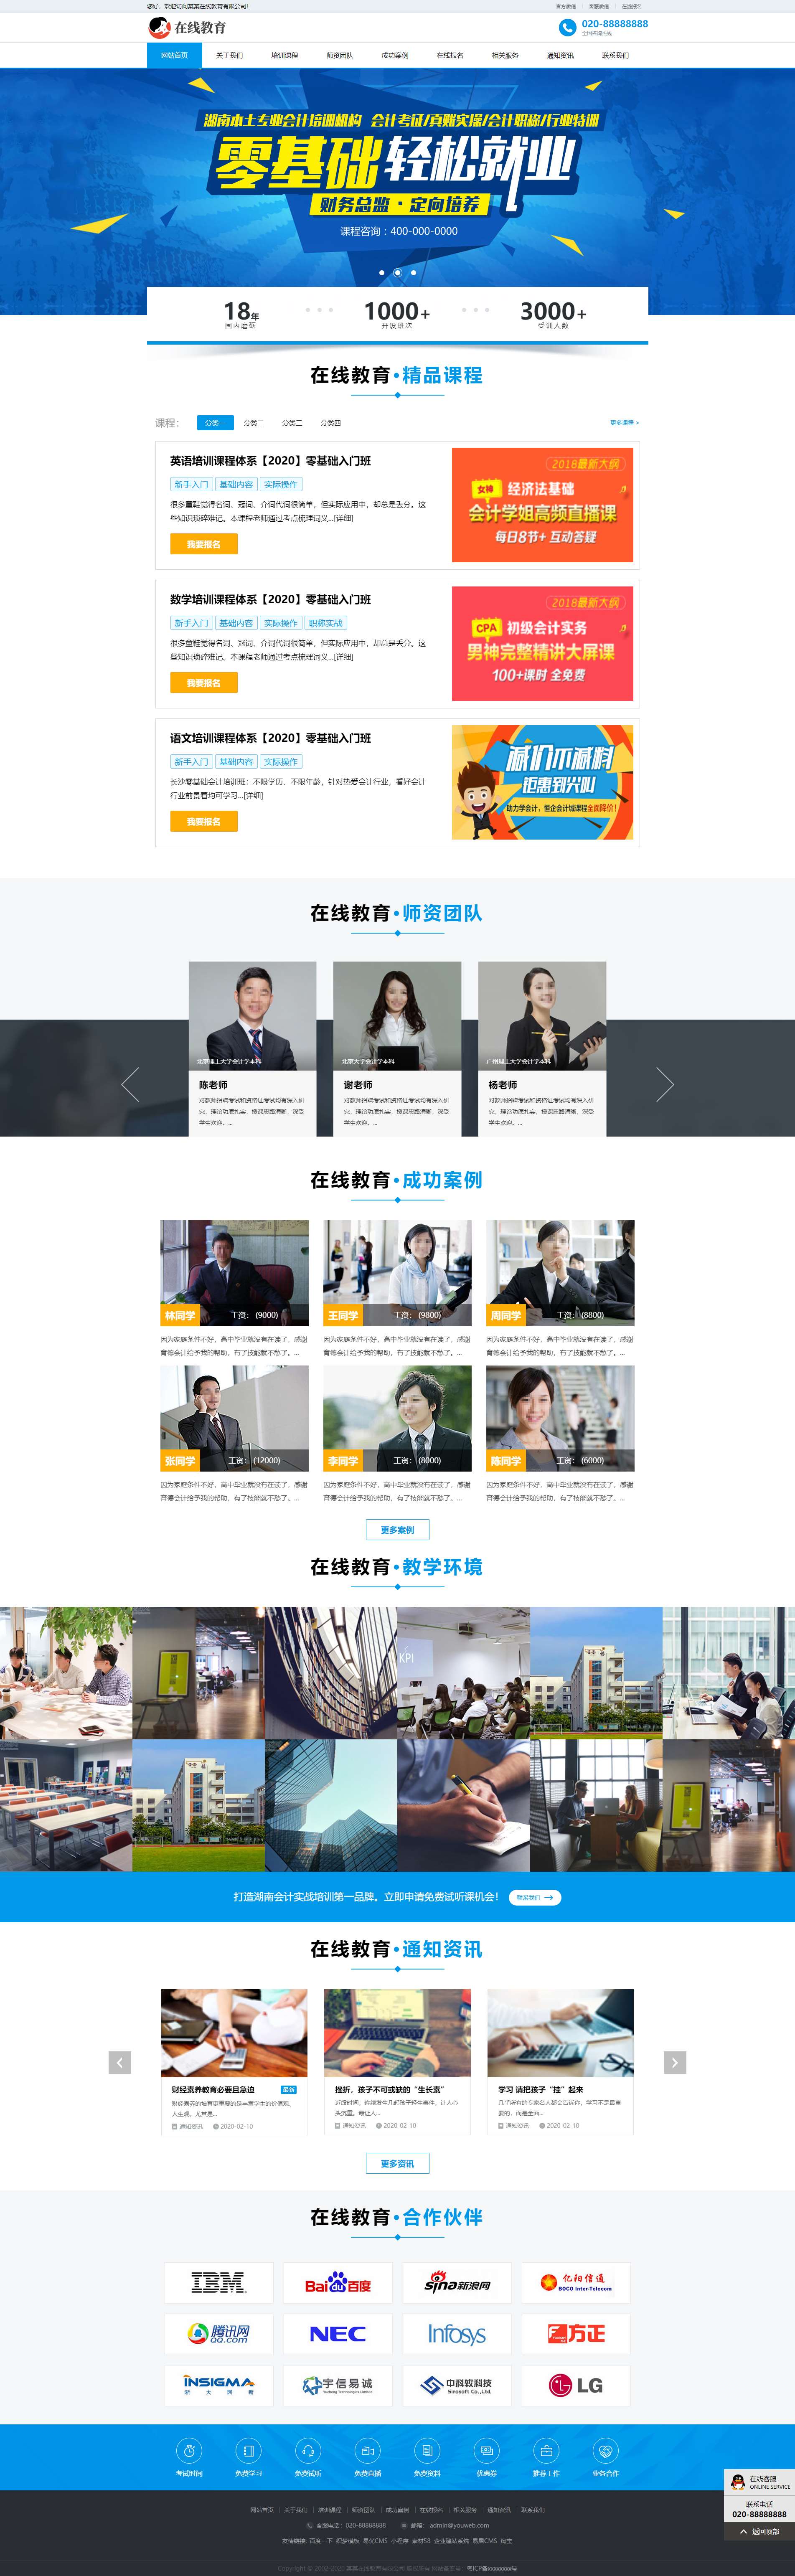 您好，欢迎访问某某在线教育有限公司!
官方微信 客服微信 在线报名
在线教育
020-88888888
全国咨询热线
网站首页 关于我们 培训课程 师资团队 成功案例 在线报名 相关服务 通知资讯 联系我们
湖南本土专业会计培训机构 会计考证/真账实操/会计职称/行业特训
零基础轻松就业
财务总监·定向培养
课程咨询：400-000-0000
18年 1000+ 3000+
国内磨砺 开设班次 受训人数
在线教育·精品课程
课程： 分类一 分类二 分类三 分类四 更多课程 >
英语培训课程体系【2020】零基础入门班
新手入门 基础内容 实际操作
很多童鞋觉得名词、冠词、介词代词很简单，但实际应用中，却总是丢分。这
些知识琐碎难记。本课程老师通过考点梳理词义...[详细]
我要报名
2018最新大纲
女神 经济法基础
会计学姐高频直播课
每日8节+ 互动答疑
数学培训课程体系【2020】零基础入门班
新手入门 基础内容 实际操作 职称实战
很多童鞋觉得名词、冠词、介词代词很简单，但实际应用中，却总是丢分。这
些知识琐碎难记。本课程老师通过考点梳理词义...[详细]
我要报名
2018最新大纲
CPA 初级会计实务
男神完整精讲大屏课
100+课时 全免费
语文培训课程体系【2020】零基础入门班
新手入门 基础内容 实际操作
长沙零基础会计培训班：不限学历、不限年龄，针对热爱会计行业，看好会计
行业前景着均可学习...[详细]
我要报名
减价不减料
钜惠到尖叫
助力学会计，恒企会计城课程全面降价!
在线教育·师资团队
北京理工大学会计学本科
陈老师
对教师招聘考试和资格证考试均有深入研
究，理论功底扎实，授课思路清晰，深受
学生欢迎。...
北京大学会计学本科
谢老师
对教师招聘考试和资格证考试均有深入研
究，理论功底扎实，授课思路清晰，深受
学生欢迎。...
广州理工大学会计学本科
杨老师
对教师招聘考试和资格证考试均有深入研
究，理论功底扎实，授课思路清晰，深受
学生欢迎。...
在线教育·成功案例
林同学 工资： (9000)
因为家庭条件不好，高中毕业就没有在读了，感谢
育德会计给予我的帮助，有了技能就不愁了。...
王同学 工资： (9800)
因为家庭条件不好，高中毕业就没有在读了，感谢
育德会计给予我的帮助，有了技能就不愁了。...
周同学 工资： (8800)
因为家庭条件不好，高中毕业就没有在读了，感谢
育德会计给予我的帮助，有了技能就不愁了。...
张同学 工资： (12000)
因为家庭条件不好，高中毕业就没有在读了，感谢
育德会计给予我的帮助，有了技能就不愁了。...
李同学 工资： (8000)
因为家庭条件不好，高中毕业就没有在读了，感谢
育德会计给予我的帮助，有了技能就不愁了。...
陈同学 工资： (6000)
因为家庭条件不好，高中毕业就没有在读了，感谢
育德会计给予我的帮助，有了技能就不愁了。...
更多案例
在线教育·教学环境
KPI
打造湖南会计实战培训第一品牌。立即申请免费试听课机会! 联系我们
在线教育·通知资讯
财经素养教育必要且急迫 最新
财经素养的培育更重要的是丰富学生的价值观、
人生观，尤其是...
通知资讯 2020-02-10
挫折，孩子不可或缺的“生长素”
近段时间，连续发生几起孩子轻生事件，让人心
头沉重。最让人...
通知资讯 2020-02-10
学习 请把孩子“挂”起来
几乎所有的专家名人都会告诉你，学习不是最重
要的，而是全面...
通知资讯 2020-02-10
更多资讯
在线教育·合作伙伴
IBM
Bai百度
sina新浪网
亿阳信通
BOCO Inter-Telecom
腾讯网
QQ.com
NEC
Infosys
方正
INSIGMA
浙大网新
宇信易诚
Yuchengs Technologies Limited
中科软科技
Sinosoft Co.,Ltd.
LG
考试时间 免费学习 免费试听 免费直播 免费资料 优惠券 推荐工作 业务合作
在线客服
ONLINE SERVICE
联系电话
020-88888888
返回顶部
网站首页 关于我们 培训课程 师资团队 成功案例 在线报名 相关服务 通知资讯 联系我们
客服电话：020-88888888 邮箱：admin@youweb.com
友情链接: 百度一下 织梦模板 易优CMS 小程序 素材58 企业建站系统 易居CMS 淘宝
Copyright © 2002-2020 某某在线教育有限公司 版权所有 网站备案号：粤ICP备xxxxxxxx号